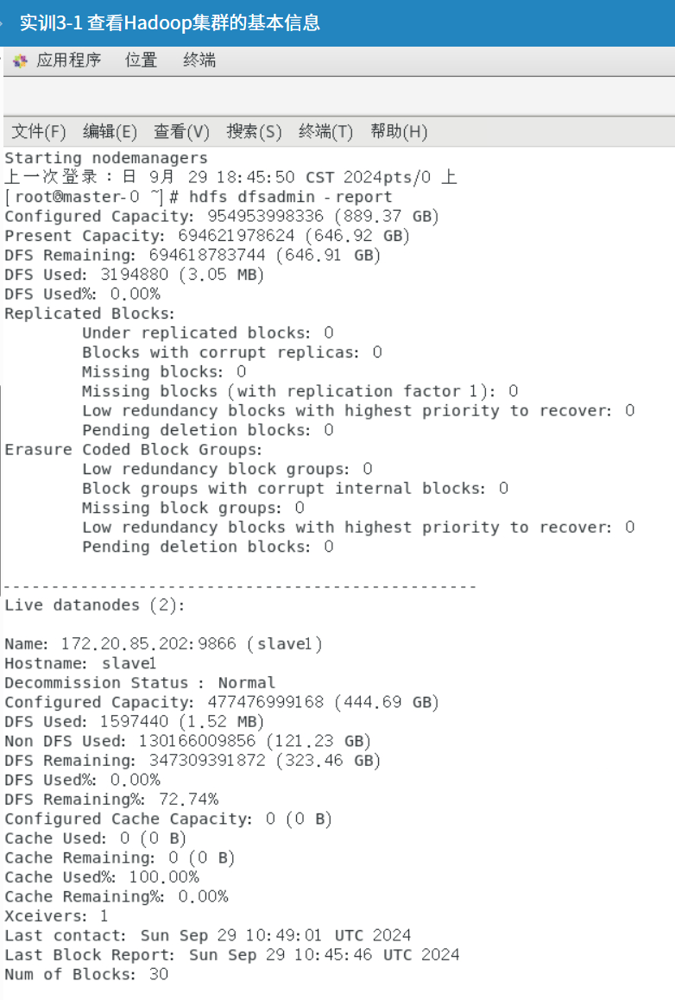 实训3-1 查看Hadoop集群的基本信息
应用程序 位置 终端
文件(F) 编辑(E) 查看(V) 搜索(S) 终端(T) 帮助(H)
Starting nodemanagers
上一次登录：日 9月 29 18:45:50 CST 2024pts/0 上
[root@master-0 ~]# hdfs dfsadmin -report
Configured Capacity: 954953998336 (889.37 GB)
Present Capacity: 694621978624 (646.92 GB)
DFS Remaining: 694618783744 (646.91 GB)
DFS Used: 3194880 (3.05 MB)
DFS Used%: 0.00%
Replicated Blocks:
Under replicated blocks: 0
Blocks with corrupt replicas: 0
Missing blocks: 0
Missing blocks (with replication factor 1): 0
Low redundancy blocks with highest priority to recover: 0
Pending deletion blocks: 0
Erasure Coded Block Groups:
Low redundancy block groups: 0
Block groups with corrupt internal blocks: 0
Missing block groups: 0
Low redundancy blocks with highest priority to recover: 0
Pending deletion blocks: 0
-------------------------------------------------
Live datanodes (2):
Name: 172.20.85.202:9866 (slave1)
Hostname: slave1
Decommission Status : Normal
Configured Capacity: 477476999168 (444.69 GB)
DFS Used: 1597440 (1.52 MB)
Non DFS Used: 130166009856 (121.23 GB)
DFS Remaining: 347309391872 (323.46 GB)
DFS Used%: 0.00%
DFS Remaining%: 72.74%
Configured Cache Capacity: 0 (0 B)
Cache Used: 0 (0 B)
Cache Remaining: 0 (0 B)
Cache Used%: 100.00%
Cache Remaining%: 0.00%
Xceivers: 1
Last contact: Sun Sep 29 10:49:01 UTC 2024
Last Block Report: Sun Sep 29 10:45:46 UTC 2024
Num of Blocks: 30